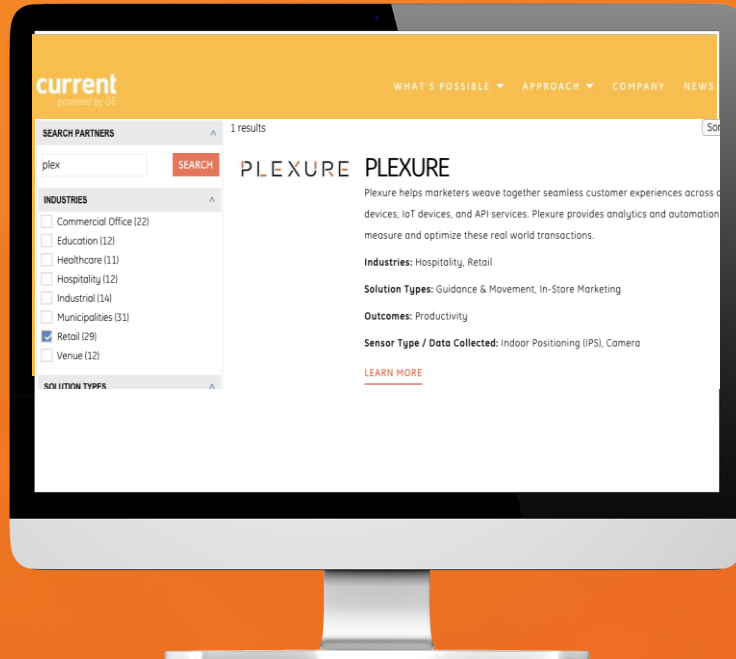 current
powered by GE
WHAT'S POSSIBLE APPROACH COMPANY NEWS
SEARCH PARTNERS
plex
SEARCH
INDUSTRIES
Commercial Office (22)
Education (12)
Healthcare (11)
Hospitality (12)
Industrial (14)
Municipalities (31)
Retail (29)
Venue (12)
SOLUTION TYPES
1 results
PLEXURE
PLEXURE
Plexure helps marketers weave together seamless customer experiences across
devices, IoT devices, and API services. Plexure provides analytics and automation
measure and optimize these real world transactions.
Industries: Hospitality, Retail
Solution Types: Guidance & Movement, In-Store Marketing
Outcomes: Productivity
Sensor Type / Data Collected: Indoor Positioning (IPS), Camera
LEARN MORE